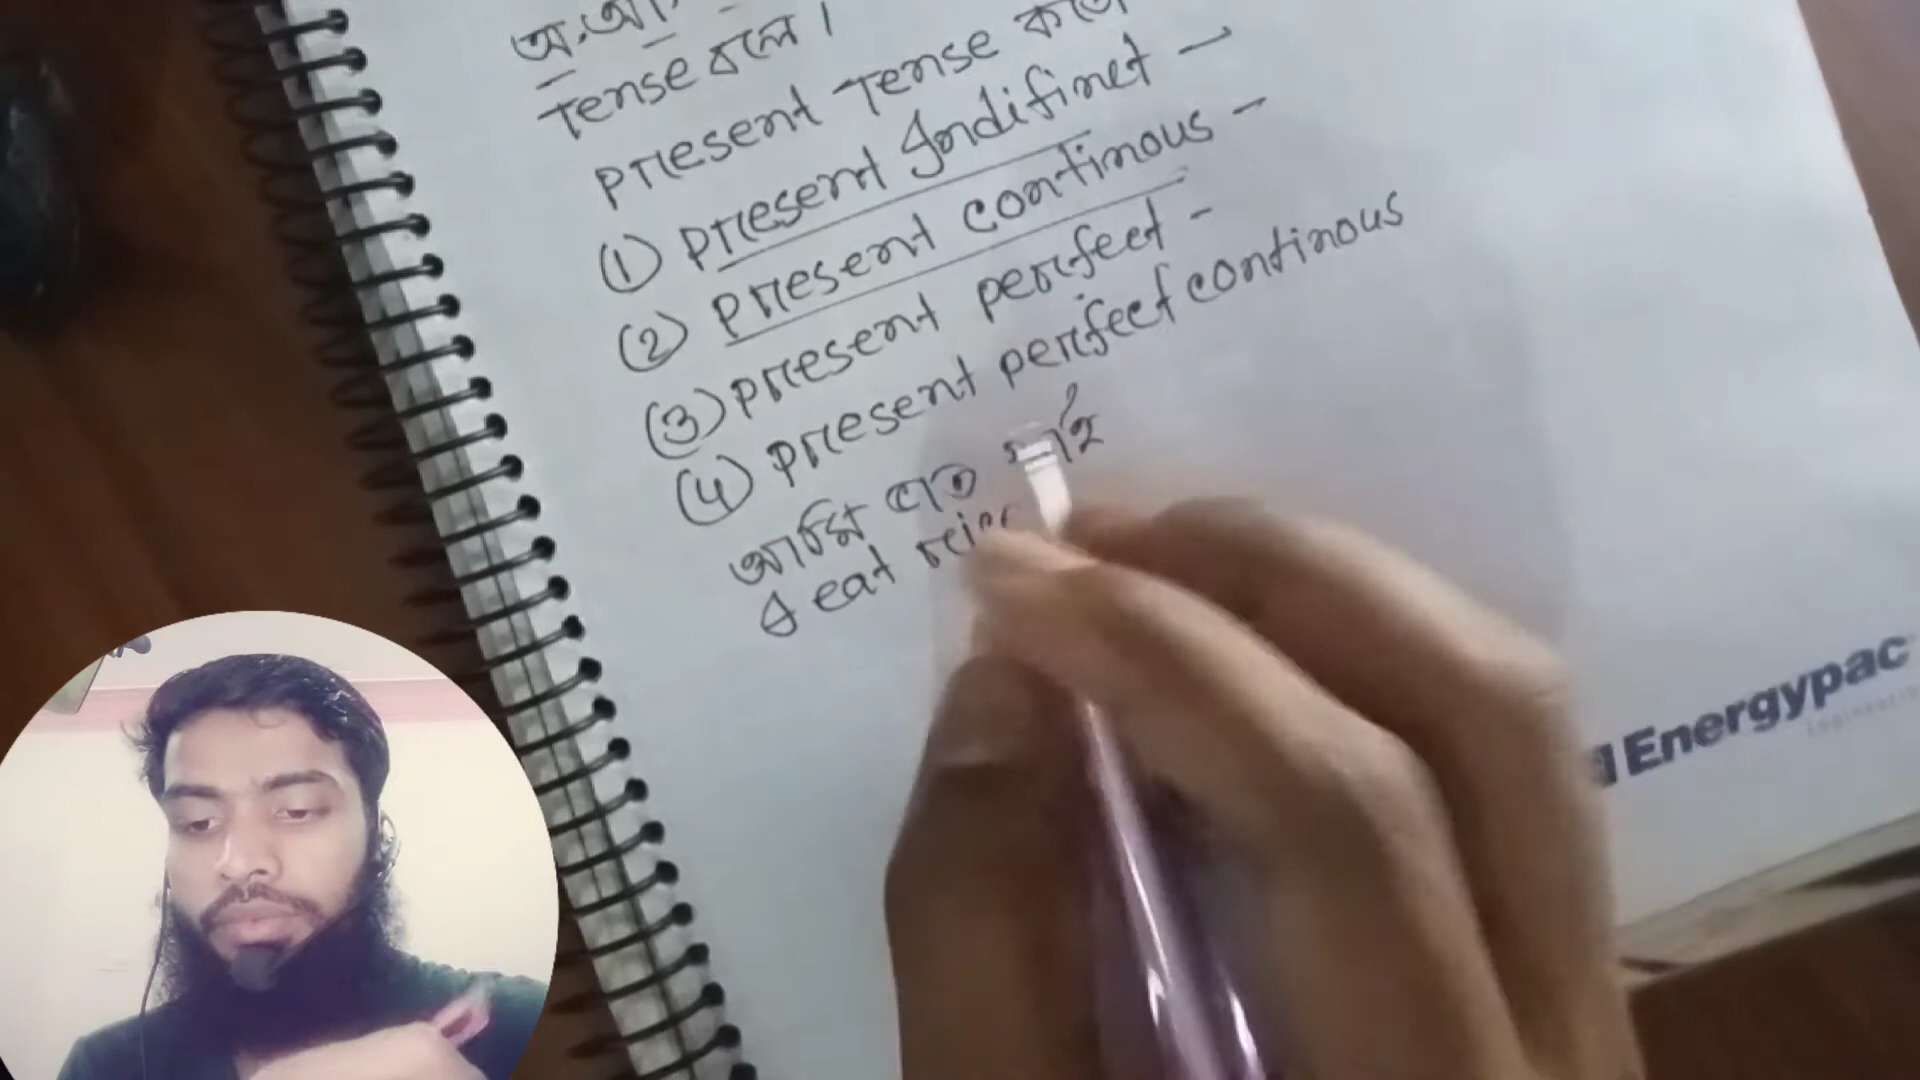 tense বলে।
present tense
(1) present Indifinet -
(2) present continous -
(3) present perfect -
(4) present perfect continous
আমি ভাত খাই
I eat
Energypac